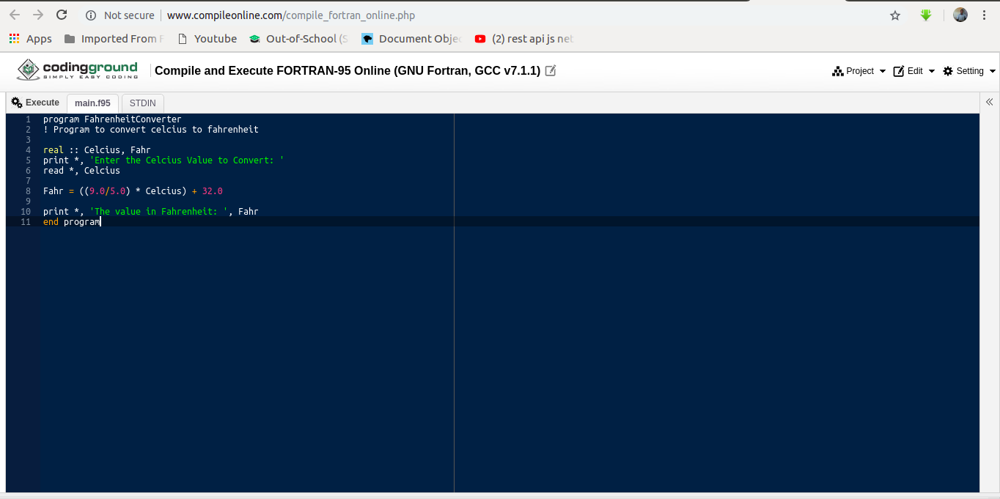 Not secure www.compileonline.com/compile_fortran_online.php
Apps Imported From Youtube Out-of-School (S Document Obje (2) rest api js net
codingground
SIMPLY EASY CODING
Compile and Execute FORTRAN-95 Online (GNU Fortran, GCC v7.1.1) Project Edit Setting
Execute main.f95 STDIN
1 program FahrenheitConverter
2 ! Program to convert celcius to fahrenheit
3
4 real :: Celcius, Fahr
5 print *, 'Enter the Celcius Value to Convert: '
6 read *, Celcius
7
8 Fahr = ((9.0/5.0) * Celcius) + 32.0
9
10 print *, 'The value in Fahrenheit: ', Fahr
11 end program